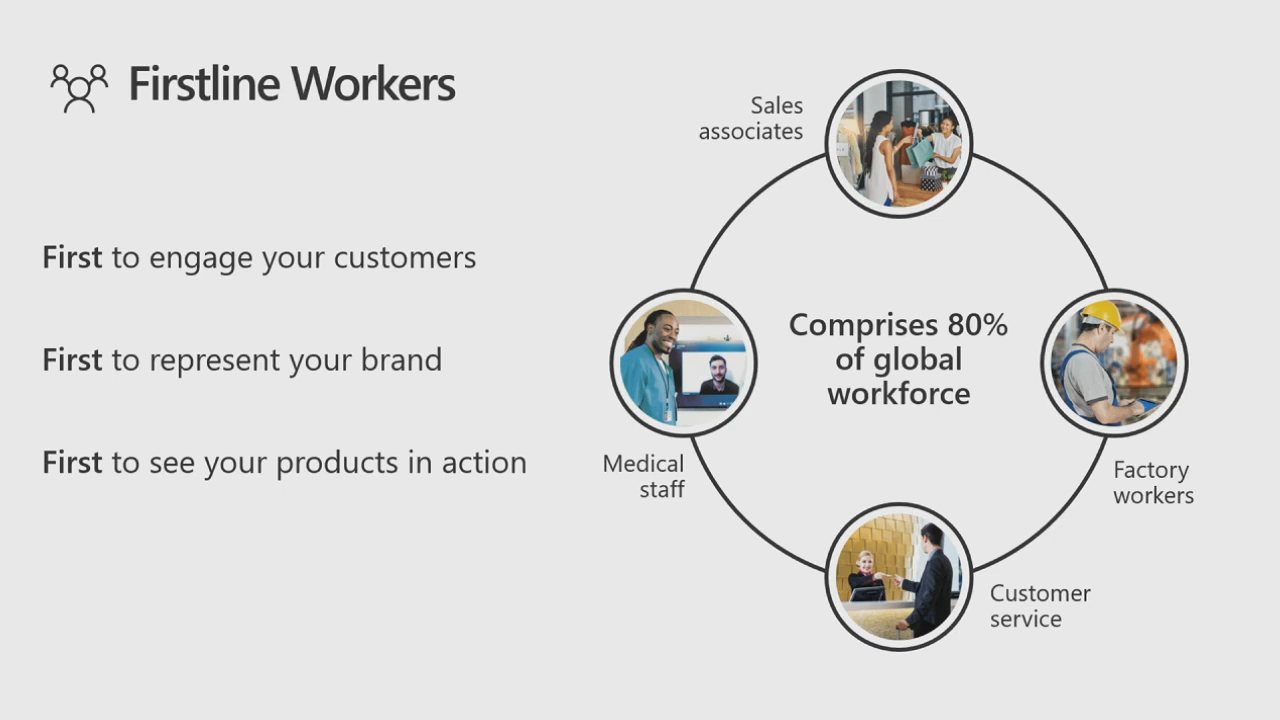 Firstline Workers
First to engage your customers
First to represent your brand
First to see your products in action
Sales
associates
Comprises 80%
of global
workforce
Medical
staff
Factory
workers
Customer
service